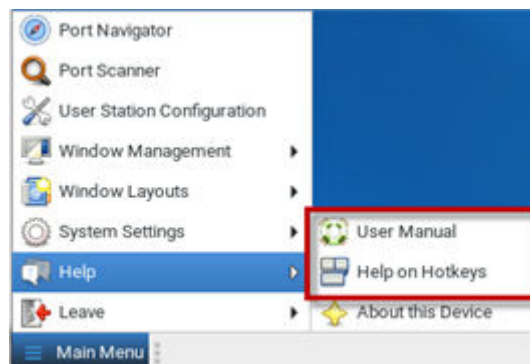 Port Navigator
Port Scanner
User Station Configuration
Window Management
Window Layouts
System Settings
User Manual
Help
Help on Hotkeys
Leave
About this Device
Main Menu